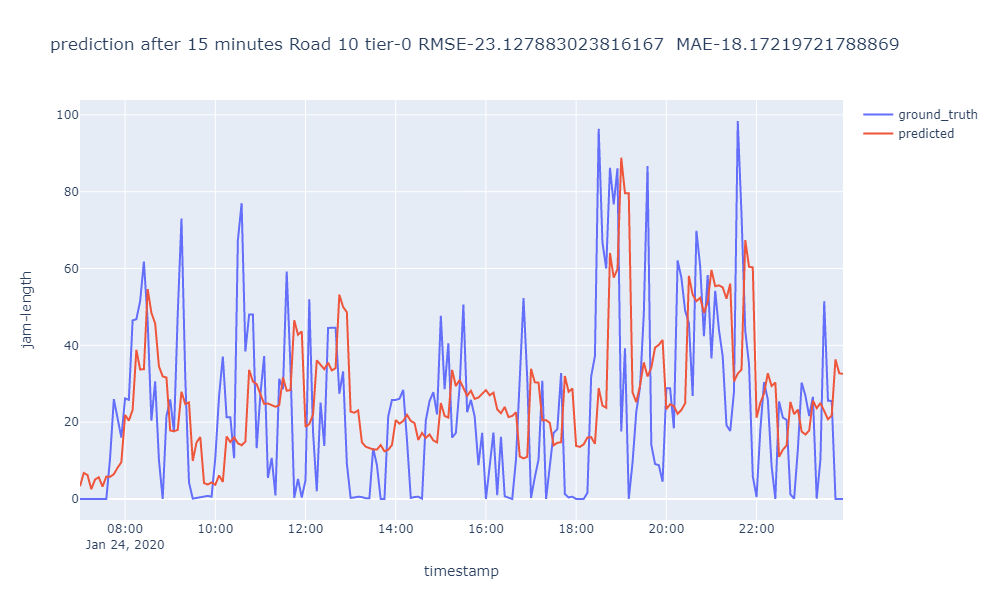 prediction after 15 minutes Road 10 tier-0 RMSE-23.127883023816167  MAE-18.17219721788869
ground_truth
predicted
100
80
60
40
20
0
jam-length
08:00 10:00 12:00 14:00 16:00 18:00 20:00 22:00
Jan 24, 2020
timestamp